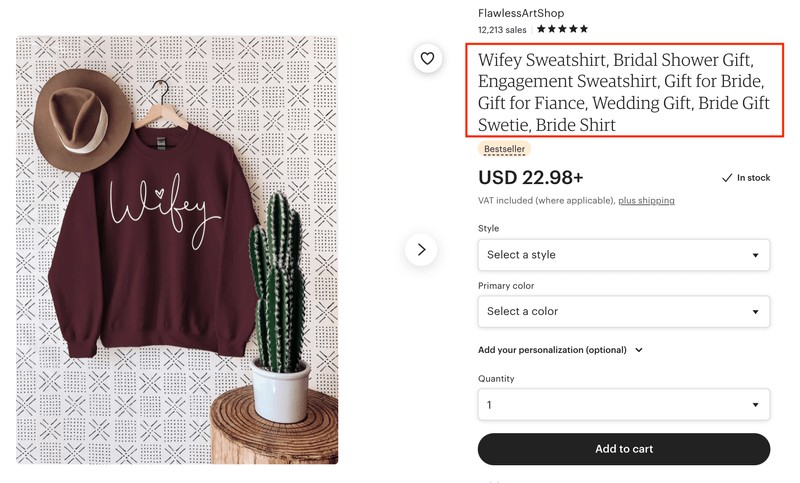 FlawlessArtShop
12,213 sales
Wifey Sweatshirt, Bridal Shower Gift,
Engagement Sweatshirt, Gift for Bride,
Gift for Fiance, Wedding Gift, Bride Gift
Swetie, Bride Shirt
Bestseller
USD 22.98+
In stock
VAT included (where applicable), plus shipping
Style
Select a style
Primary color
Select a color
Add your personalization (optional)
Quantity
1
Add to cart
Wifey